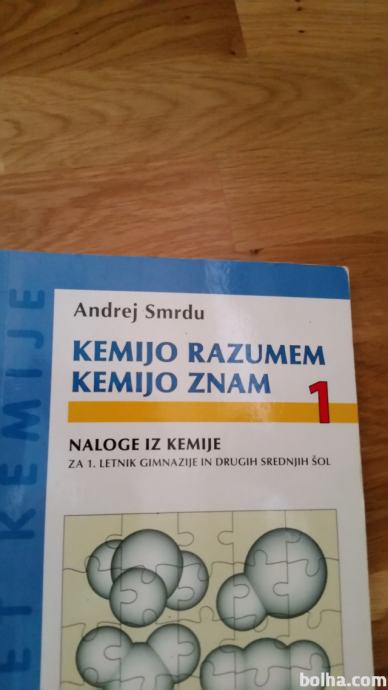 Andrej Smrdu
KEMIJO RAZUMEM
KEMIJO ZNAM 1
NALOGE IZ KEMIJE
ZA 1. LETNIK GIMNAZIJE IN DRUGIH SREDNJIH ŠOL
ET KEMIJE
bolha.com